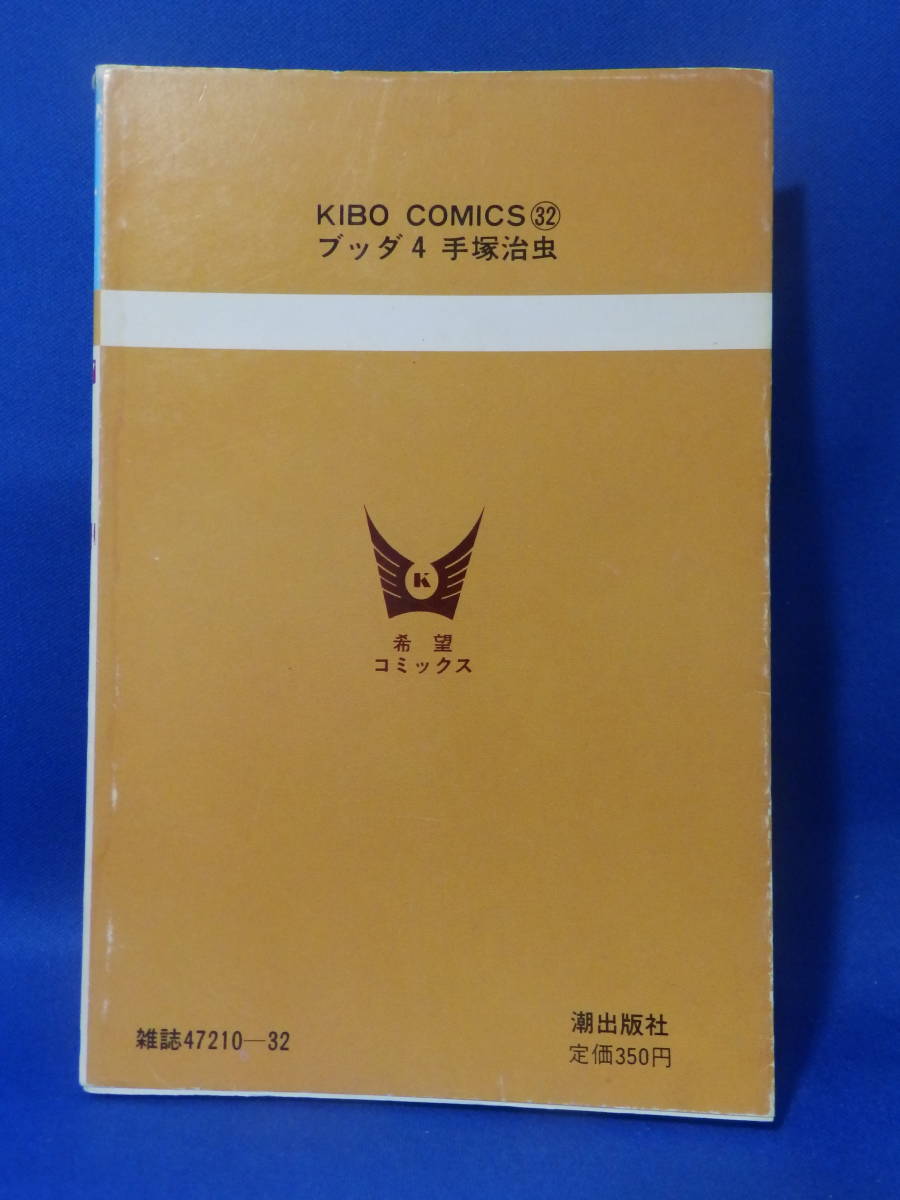 KIBO COMICS㉜
ブッダ4 手塚治虫
K
希望
コミックス
雑誌47210—32
潮出版社
定価350円